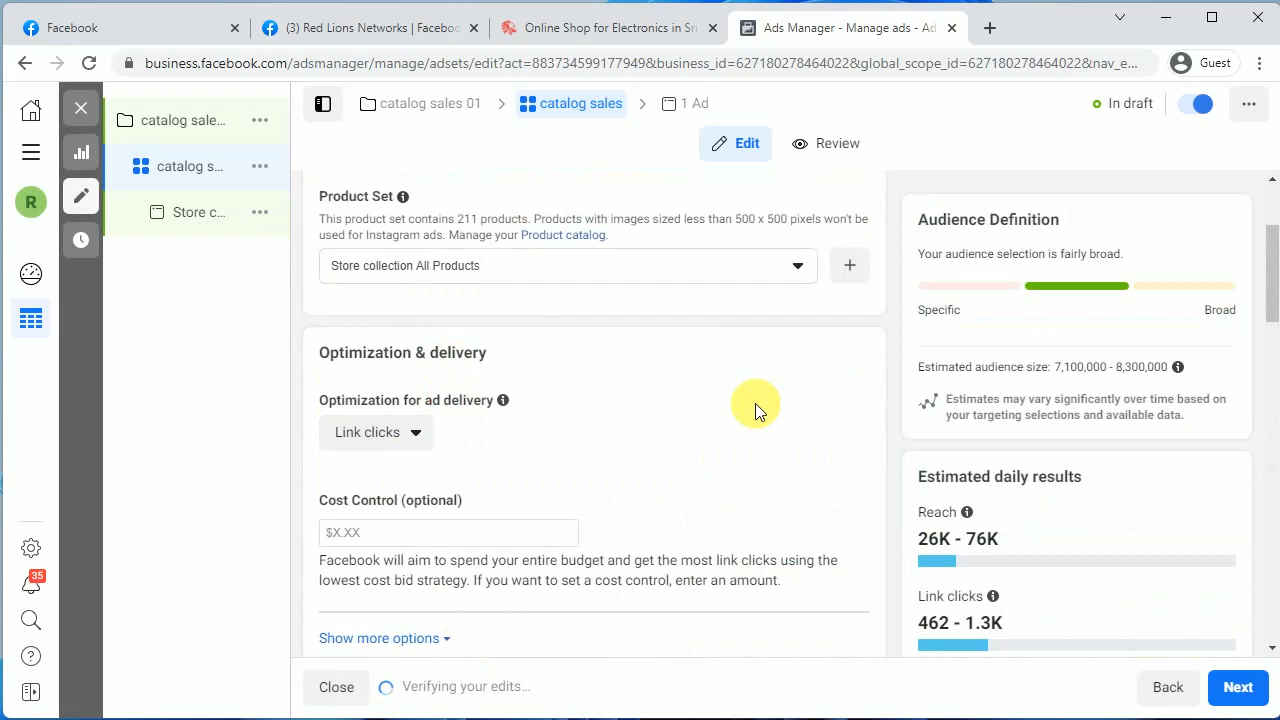 Facebook
(3) Red Lions Networks | Faceboo
Online Shop for Electronics in Sri
Ads Manager - Manage ads - Ad
business.facebook.com/adsmanager/manage/adsets/edit?act=883734599177949&business_id=627180278464022&global_scope_id=627180278464022&nav_e...
Guest
catalog sale...
catalog s...
Store c...
R
35
catalog sales 01
catalog sales
1 Ad
In draft
Edit
Review
Product Set
This product set contains 211 products. Products with images sized less than 500 x 500 pixels won't be
used for Instagram ads. Manage your Product catalog.
Store collection All Products
Optimization & delivery
Optimization for ad delivery
Link clicks
Cost Control (optional)
$X.XX
Facebook will aim to spend your entire budget and get the most link clicks using the
lowest cost bid strategy. If you want to set a cost control, enter an amount.
Show more options
Audience Definition
Your audience selection is fairly broad.
Specific
Broad
Estimated audience size: 7,100,000 - 8,300,000
Estimates may vary significantly over time based on
your targeting selections and available data.
Estimated daily results
Reach
26K - 76K
Link clicks
462 - 1.3K
Close
Verifying your edits...
Back
Next